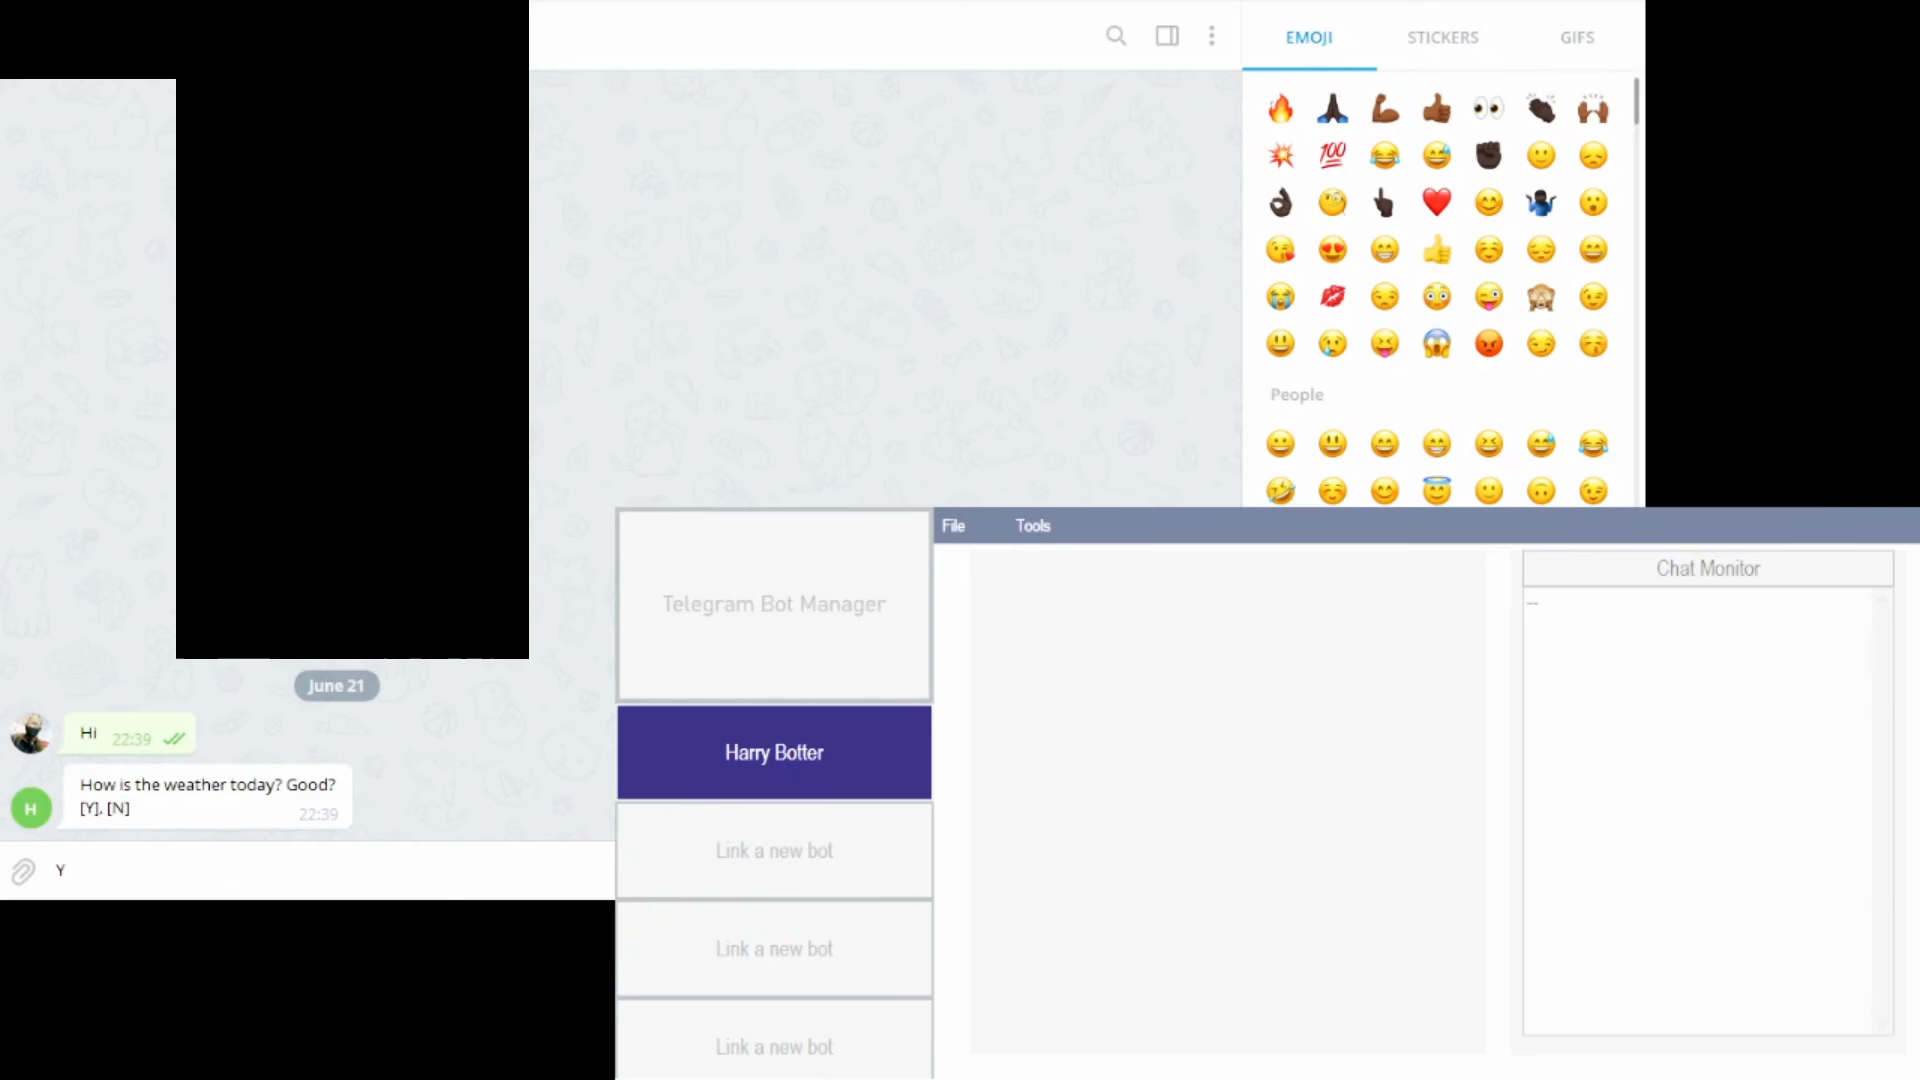 EMOJI
STICKERS
GIFS
People
June 21
Hi 22:39
How is the weather today? Good?
[Y], [N]
22:39
H
Y
Telegram Bot Manager
Harry Botter
Link a new bot
Link a new bot
Link a new bot
File
Tools
Chat Monitor
--